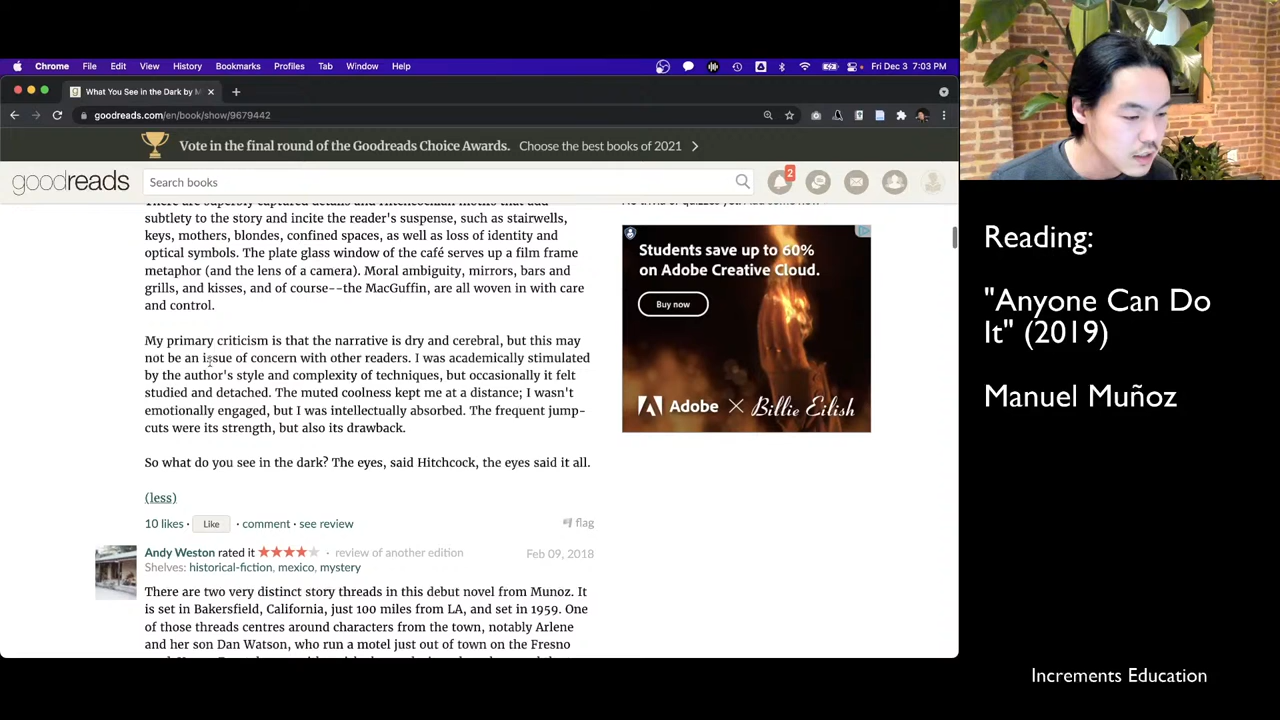 Chrome File Edit View History Bookmarks Profiles Tab Window Help Fri Dec 3 7:03 PM
What You See in the Dark by M
goodreads.com/en/book/show/9679442
Vote in the final round of the Goodreads Choice Awards. Choose the best books of 2021
goodreads Search books 2
There are superbly captured details and Hitchcockian motifs that add
subtlety to the story and incite the reader's suspense, such as stairwells,
keys, mothers, blondes, confined spaces, as well as loss of identity and
optical symbols. The plate glass window of the café serves up a film frame
metaphor (and the lens of a camera). Moral ambiguity, mirrors, bars and
grills, and kisses, and of course--the MacGuffin, are all woven in with care
and control.
My primary criticism is that the narrative is dry and cerebral, but this may
not be an issue of concern with other readers. I was academically stimulated
by the author's style and complexity of techniques, but occasionally it felt
studied and detached. The muted coolness kept me at a distance; I wasn't
emotionally engaged, but I was intellectually absorbed. The frequent jump-
cuts were its strength, but also its drawback.
So what do you see in the dark? The eyes, said Hitchcock, the eyes said it all.
(less)
10 likes · Like · comment · see review
flag
Andy Weston rated it · review of another edition
Feb 09, 2018
Shelves: historical-fiction, mexico, mystery
There are two very distinct story threads in this debut novel from Munoz. It
is set in Bakersfield, California, just 100 miles from LA, and set in 1959. One
of those threads centres around characters from the town, notably Arlene
and her son Dan Watson, who run a motel just out of town on the Fresno
Students save up to 60%
on Adobe Creative Cloud.
Buy now
Adobe × Billie Eilish
Reading:
"Anyone Can Do
It" (2019)
Manuel Muñoz
Increments Education